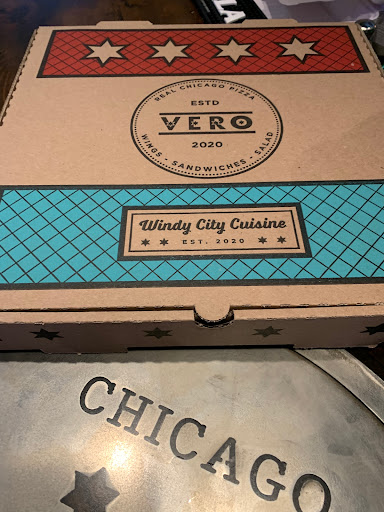 REAL CHICAGO PIZZA
ESTD
VERO
2020
WINGS · SANDWICHES · SALAD
Windy City Cuisine
EST. 2020
CHICAGO